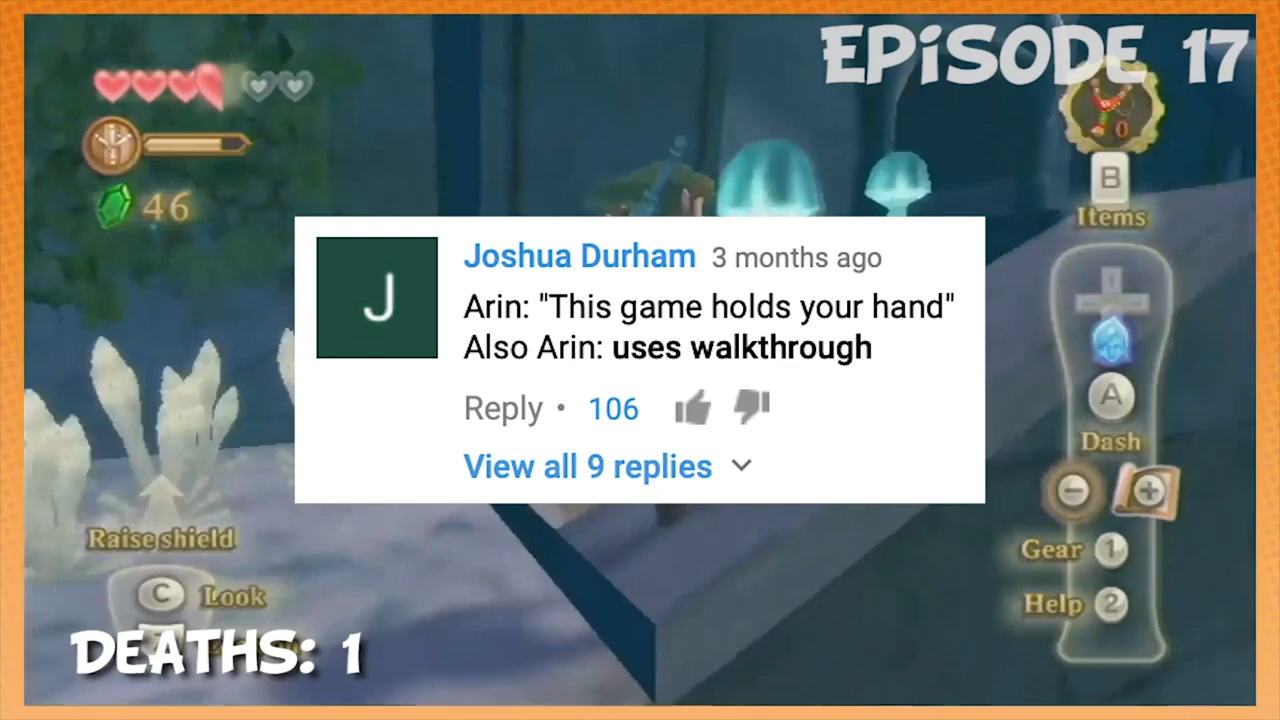 EPISODE 17
46
0
B
Items
J
Joshua Durham 3 months ago
Arin: "This game holds your hand"
Also Arin: uses walkthrough
Reply • 106
View all 9 replies
A
Dash
Raise shield
Gear 1
C Look
Help 2
DEATHS: 1